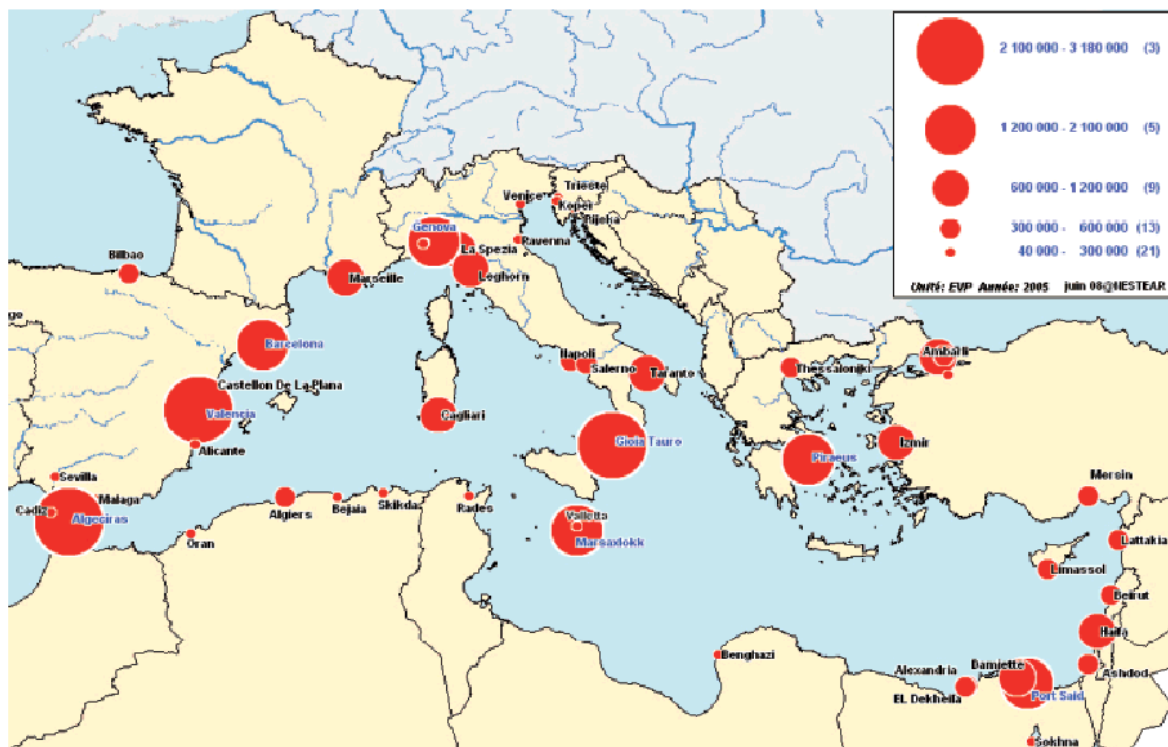 2 100 000 - 3 180 000 (3)
1 200 000 - 2 100 000 (5)
600 000 - 1 200 000 (9)
300 000 - 600 000 (13)
40 000 - 300 000 (21)
Unité: EVP Année: 2005 juin 08@NESTEAR
Venice
Trieste
Koper
Genova
Ravenna
La Spezia
Leghorn
Marseille
Bilbao
Barcelona
Napoli
Salerno
Taranto
Thessaloniki
Ambarli
Castellon De La Plana
Valencia
Cagliari
Gioia Tauro
Izmir
Piraeus
Alicante
Sevilla
Mersin
Malaga
Cadiz
Algeciras
Algiers
Bejaia
Skikda
Rades
Valletta
Marsaxlokk
Oran
Lattakia
Limassol
Beirut
Haifa
Benghazi
Alexandria
Damiette
Ashdod
EL Dekheila
Port Said
Sokhna